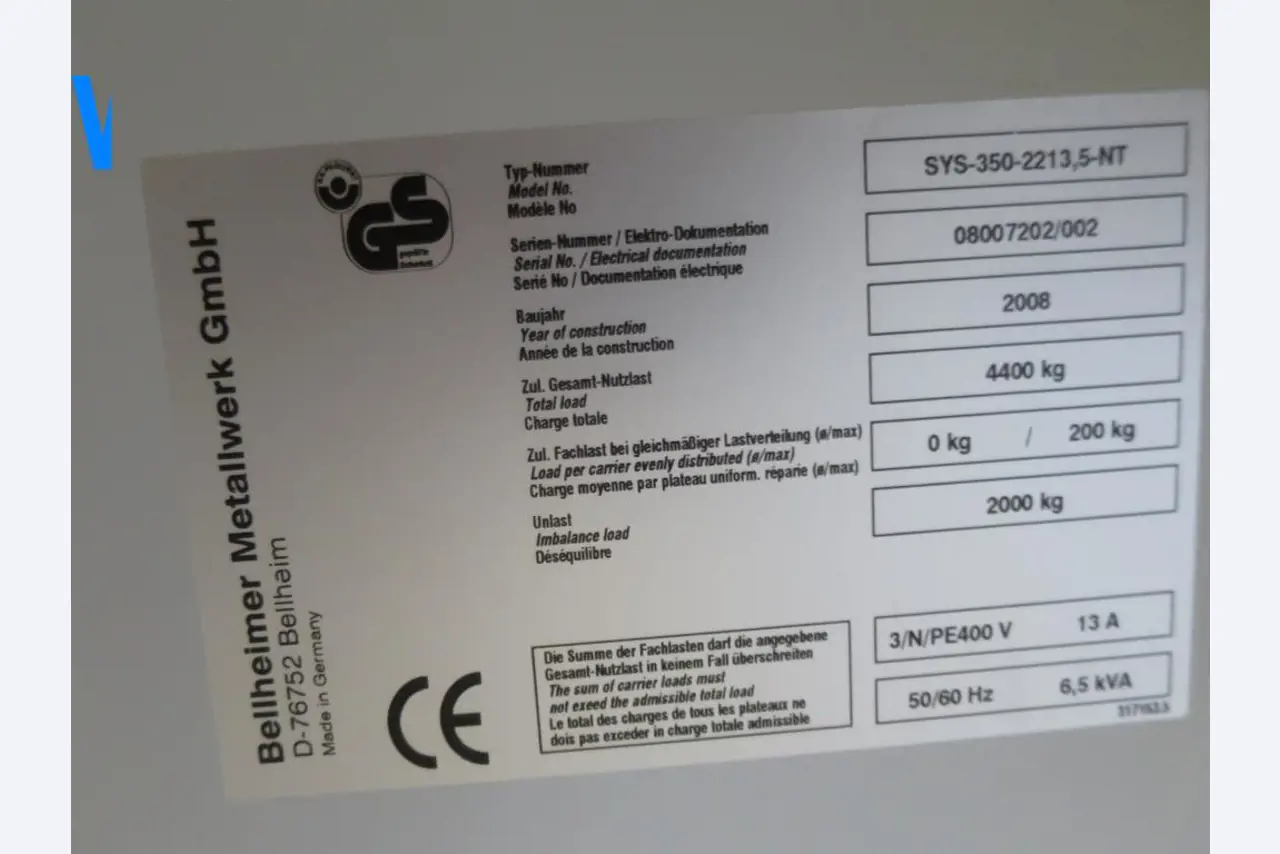 Bellheimer Metallwerk GmbH
D-76752 Bellheim
Made in Germany
GS
geprüfte
Sicherheit
Typ-Nummer
Model No.
Modèle No
SYS-350-2213,5-NT
Serien-Nummer / Elektro-Dokumentation
Serial No. / Electrical documentation
Serié No / Documentation électrique
08007202/002
Baujahr
Year of construction
Année de la construction
2008
Zul. Gesamt-Nutzlast
Total load
Charge totale
4400 kg
Zul. Fachlast bei gleichmäßiger Lastverteilung (ø/max)
Load per carrier evenly distributed (ø/max)
Charge moyenne par plateau uniform. réparie (ø/max)
0 kg / 200 kg
Unlast
Imbalance load
Déséquilibre
2000 kg
CE
Die Summe der Fachlasten darf die angegebene
Gesamt-Nutzlast in keinem Fall überschreiten
The sum of carrier loads must
not exceed the admissible total load
Le total des charges de tous les plateaux ne
dois pas exceder in charge totale admissible
3/N/PE400 V 13 A
50/60 Hz 6,5 kVA